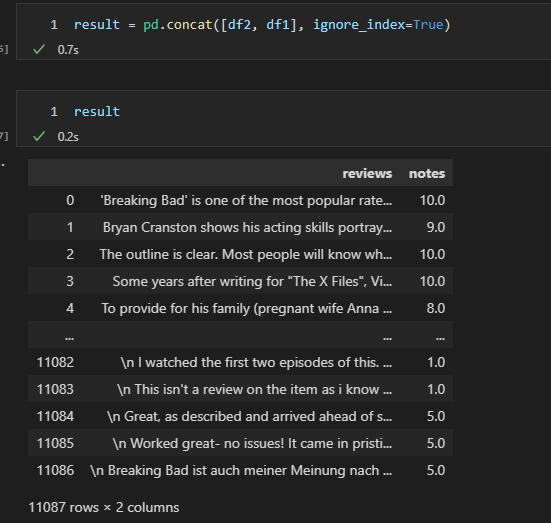 1 result = pd.concat([df2, df1], ignore_index=True)
0.7s
1 result
0.2s
reviews notes
0 'Breaking Bad' is one of the most popular rate... 10.0
1 Bryan Cranston shows his acting skills portray... 9.0
2 The outline is clear. Most people will know wh... 10.0
3 Some years after writing for "The X Files", Vi... 10.0
4 To provide for his family (pregnant wife Anna ... 8.0
... ... ...
11082 \n I watched the first two episodes of this. ... 1.0
11083 \n This isn't a review on the item as i know ... 1.0
11084 \n Great, as described and arrived ahead of s... 5.0
11085 \n Worked great- no issues! It came in pristi... 5.0
11086 \n Breaking Bad ist auch meiner Meinung nach ... 5.0
11087 rows × 2 columns